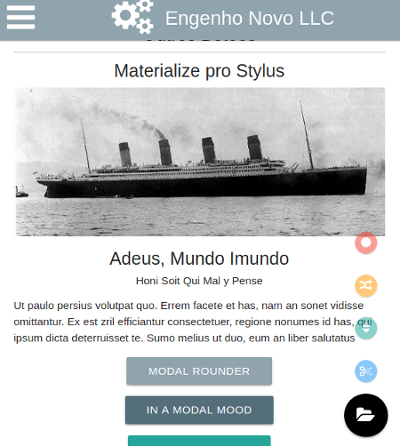 Engenho Novo LLC
Materialize pro Stylus
Adeus, Mundo Imundo
Honi Soit Qui Mal y Pense
Ut paulo persius volutpat quo. Errem facete et has, nam an sonet vidisse
omittantur. Ex est zril efficiantur consectetuer, regione nonumes id has,
ipsum dicta deterruisset te. Sumo melius ut duo, eum an liber salutatus
MODAL ROUNDER
IN A MODAL MOOD